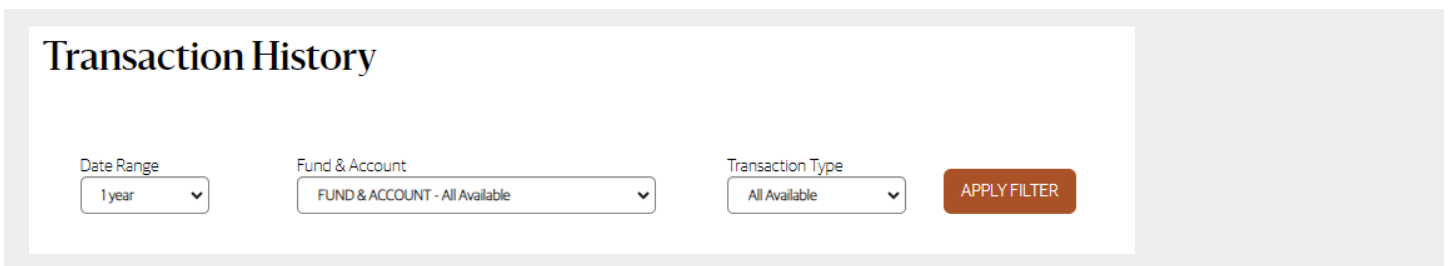 Transaction History
Date Range
Fund & Account
Transaction Type
1 year
FUND & ACCOUNT - All Available
All Available
APPLY FILTER